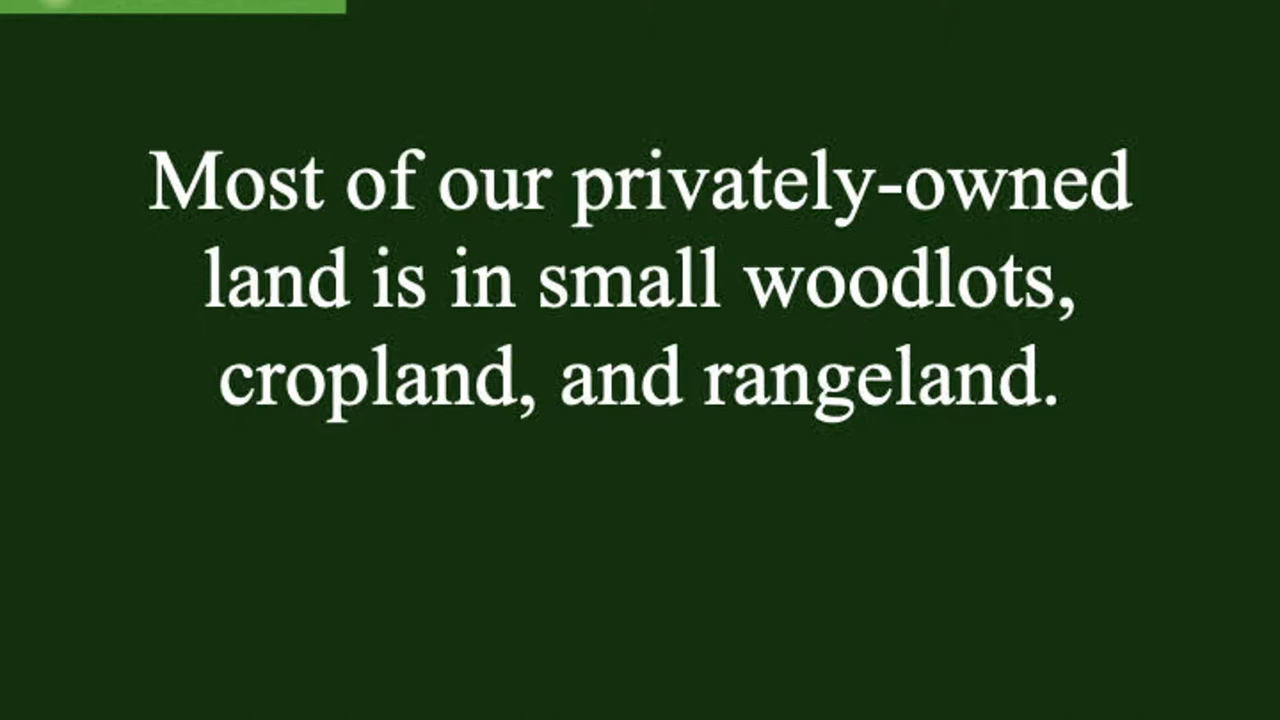 Most of our privately-owned
land is in small woodlots,
cropland, and rangeland.